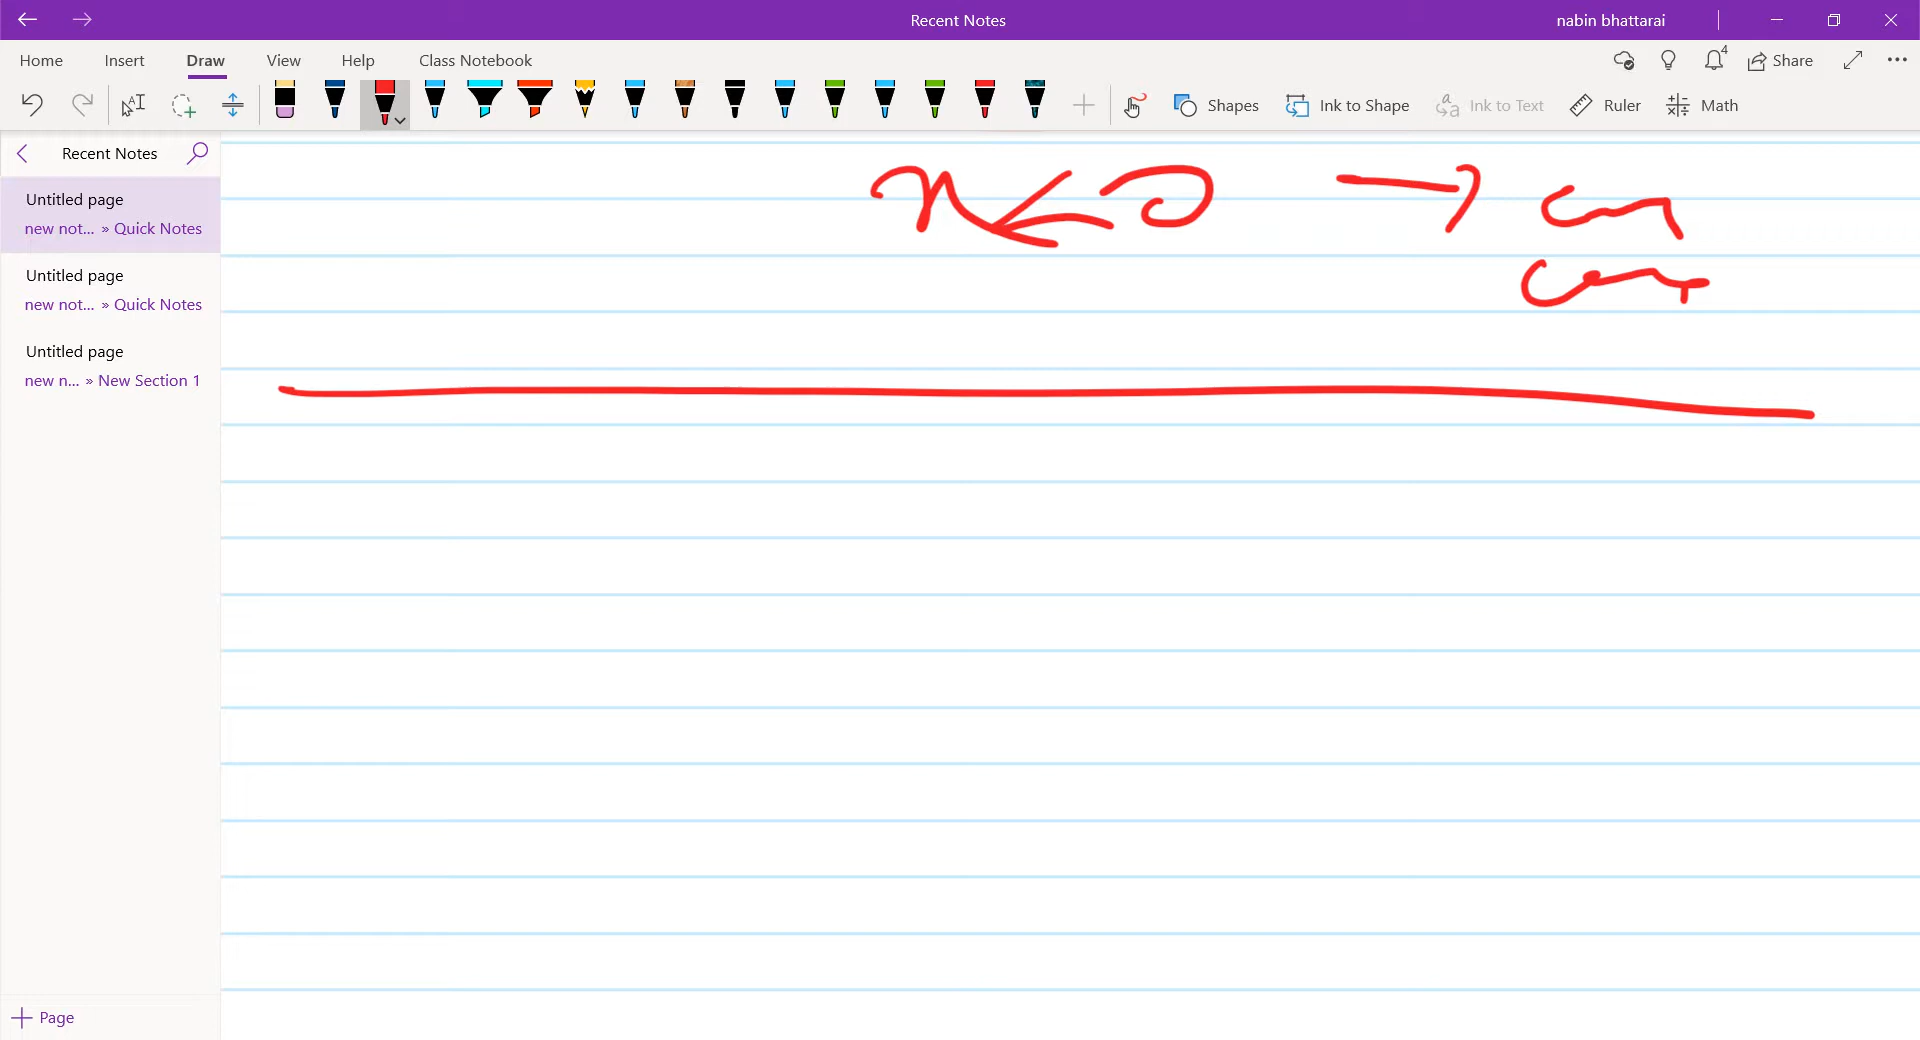 Recent Notes
nabin bhattarai
Home Insert Draw View Help Class Notebook
4
Share
Shapes Ink to Shape Ink to Text Ruler Math
Recent Notes
Untitled page
new not... » Quick Notes
Untitled page
new not... » Quick Notes
Untitled page
new n... » New Section 1
Page